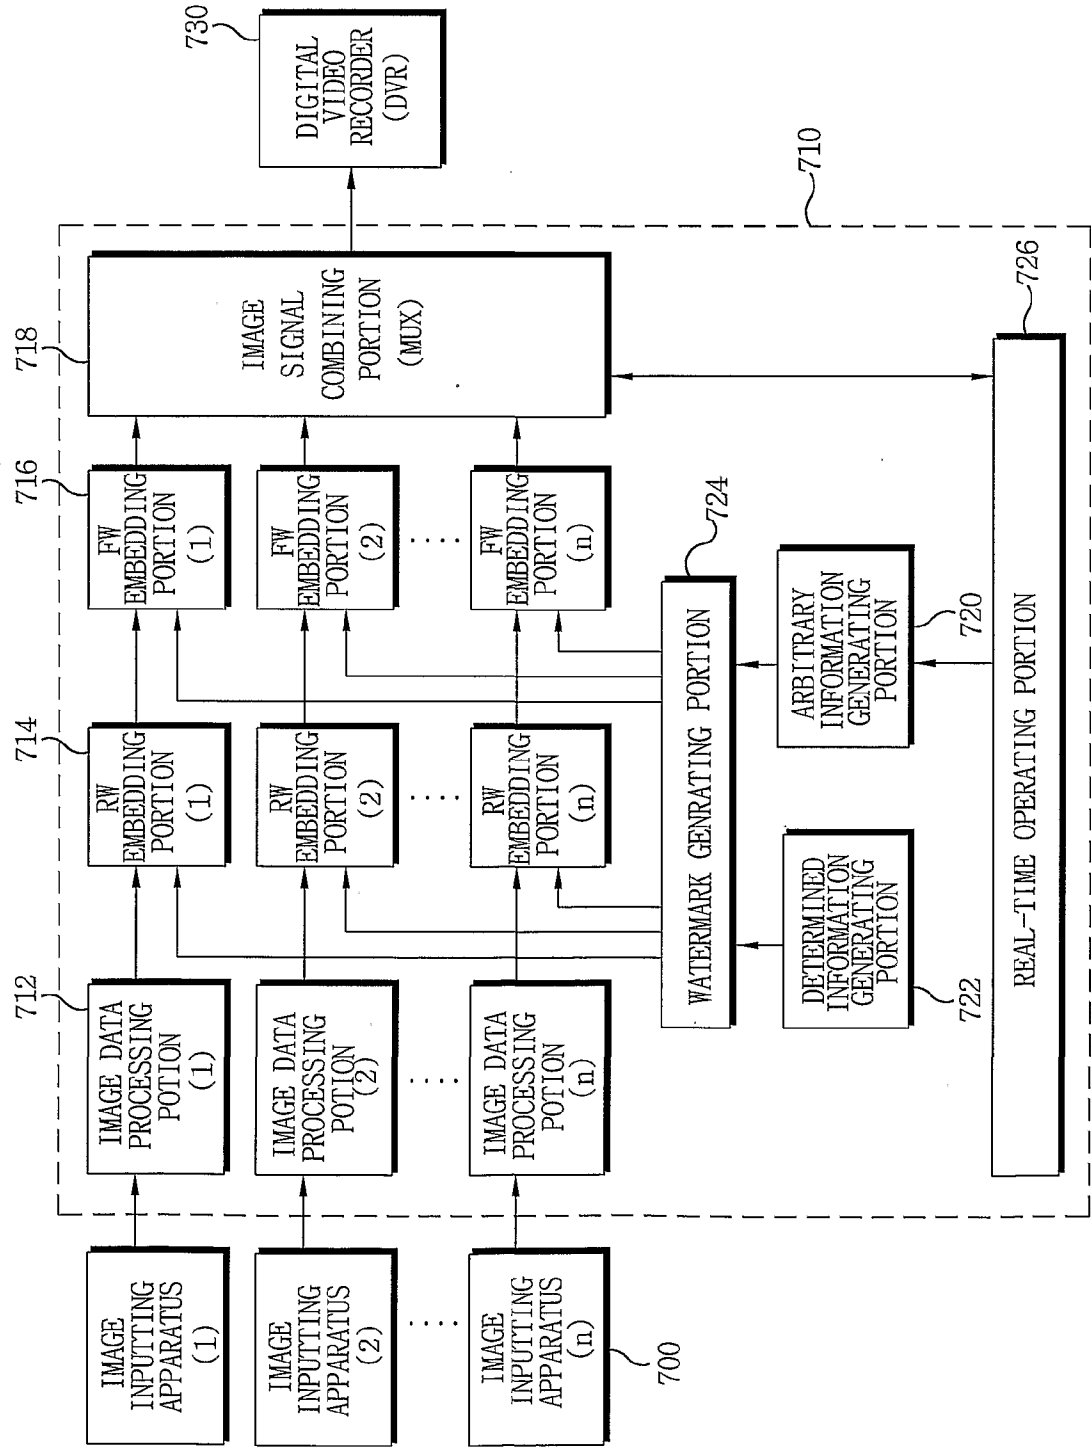 IMAGE
INPUTTING
APPARATUS
(1)
IMAGE
INPUTTING
APPARATUS
(2)
....
IMAGE
INPUTTING
APPARATUS
(n)
700
710
712
IMAGE DATA
PROCESSING
POTION
(1)
IMAGE DATA
PROCESSING
POTION
(2)
....
IMAGE DATA
PROCESSING
POTION
(n)
714
RW
EMBEDDING
PORTION
(1)
RW
EMBEDDING
PORTION
(2)
....
RW
EMBEDDING
PORTION
(n)
716
FW
EMBEDDING
PORTION
(1)
FW
EMBEDDING
PORTION
(2)
....
FW
EMBEDDING
PORTION
(n)
718
IMAGE
SIGNAL
COMBINING
PORTION
(MUX)
730
DIGITAL
VIDEO
RECORDER
(DVR)
724
WATERMARK GENRATING PORTION
DETERMINED
INFORMATION
GENERATING
PORTION
722
ARBITRARY
INFORMATION
GENERATING
PORTION
720
726
REAL-TIME OPERATING PORTION